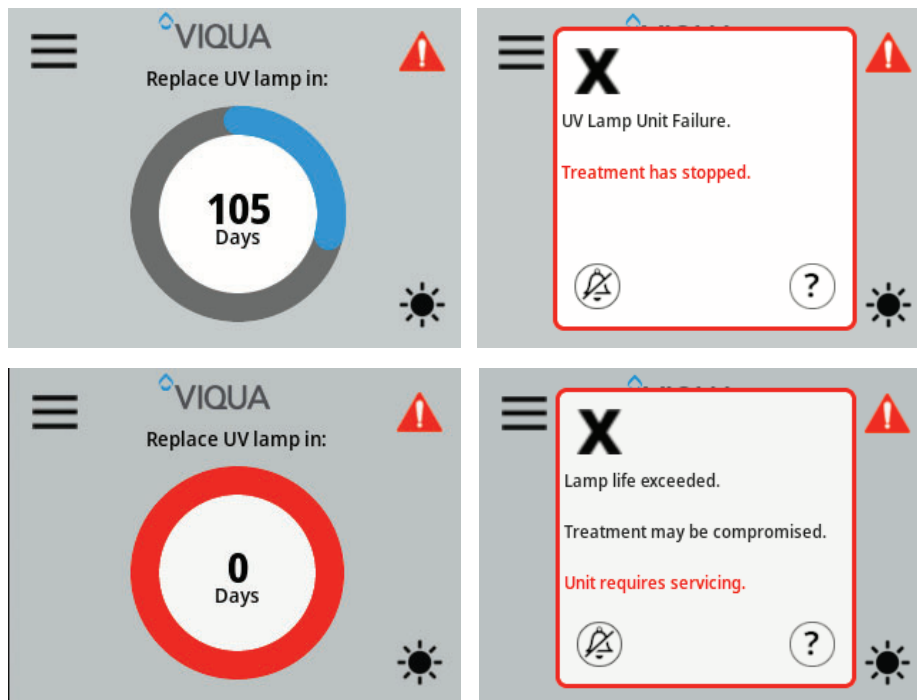 VIQUA
Replace UV lamp in:
105
Days
X
UV Lamp Unit Failure.
Treatment has stopped.
?
VIQUA
Replace UV lamp in:
0
Days
X
Lamp life exceeded.
Treatment may be compromised.
Unit requires servicing.
?